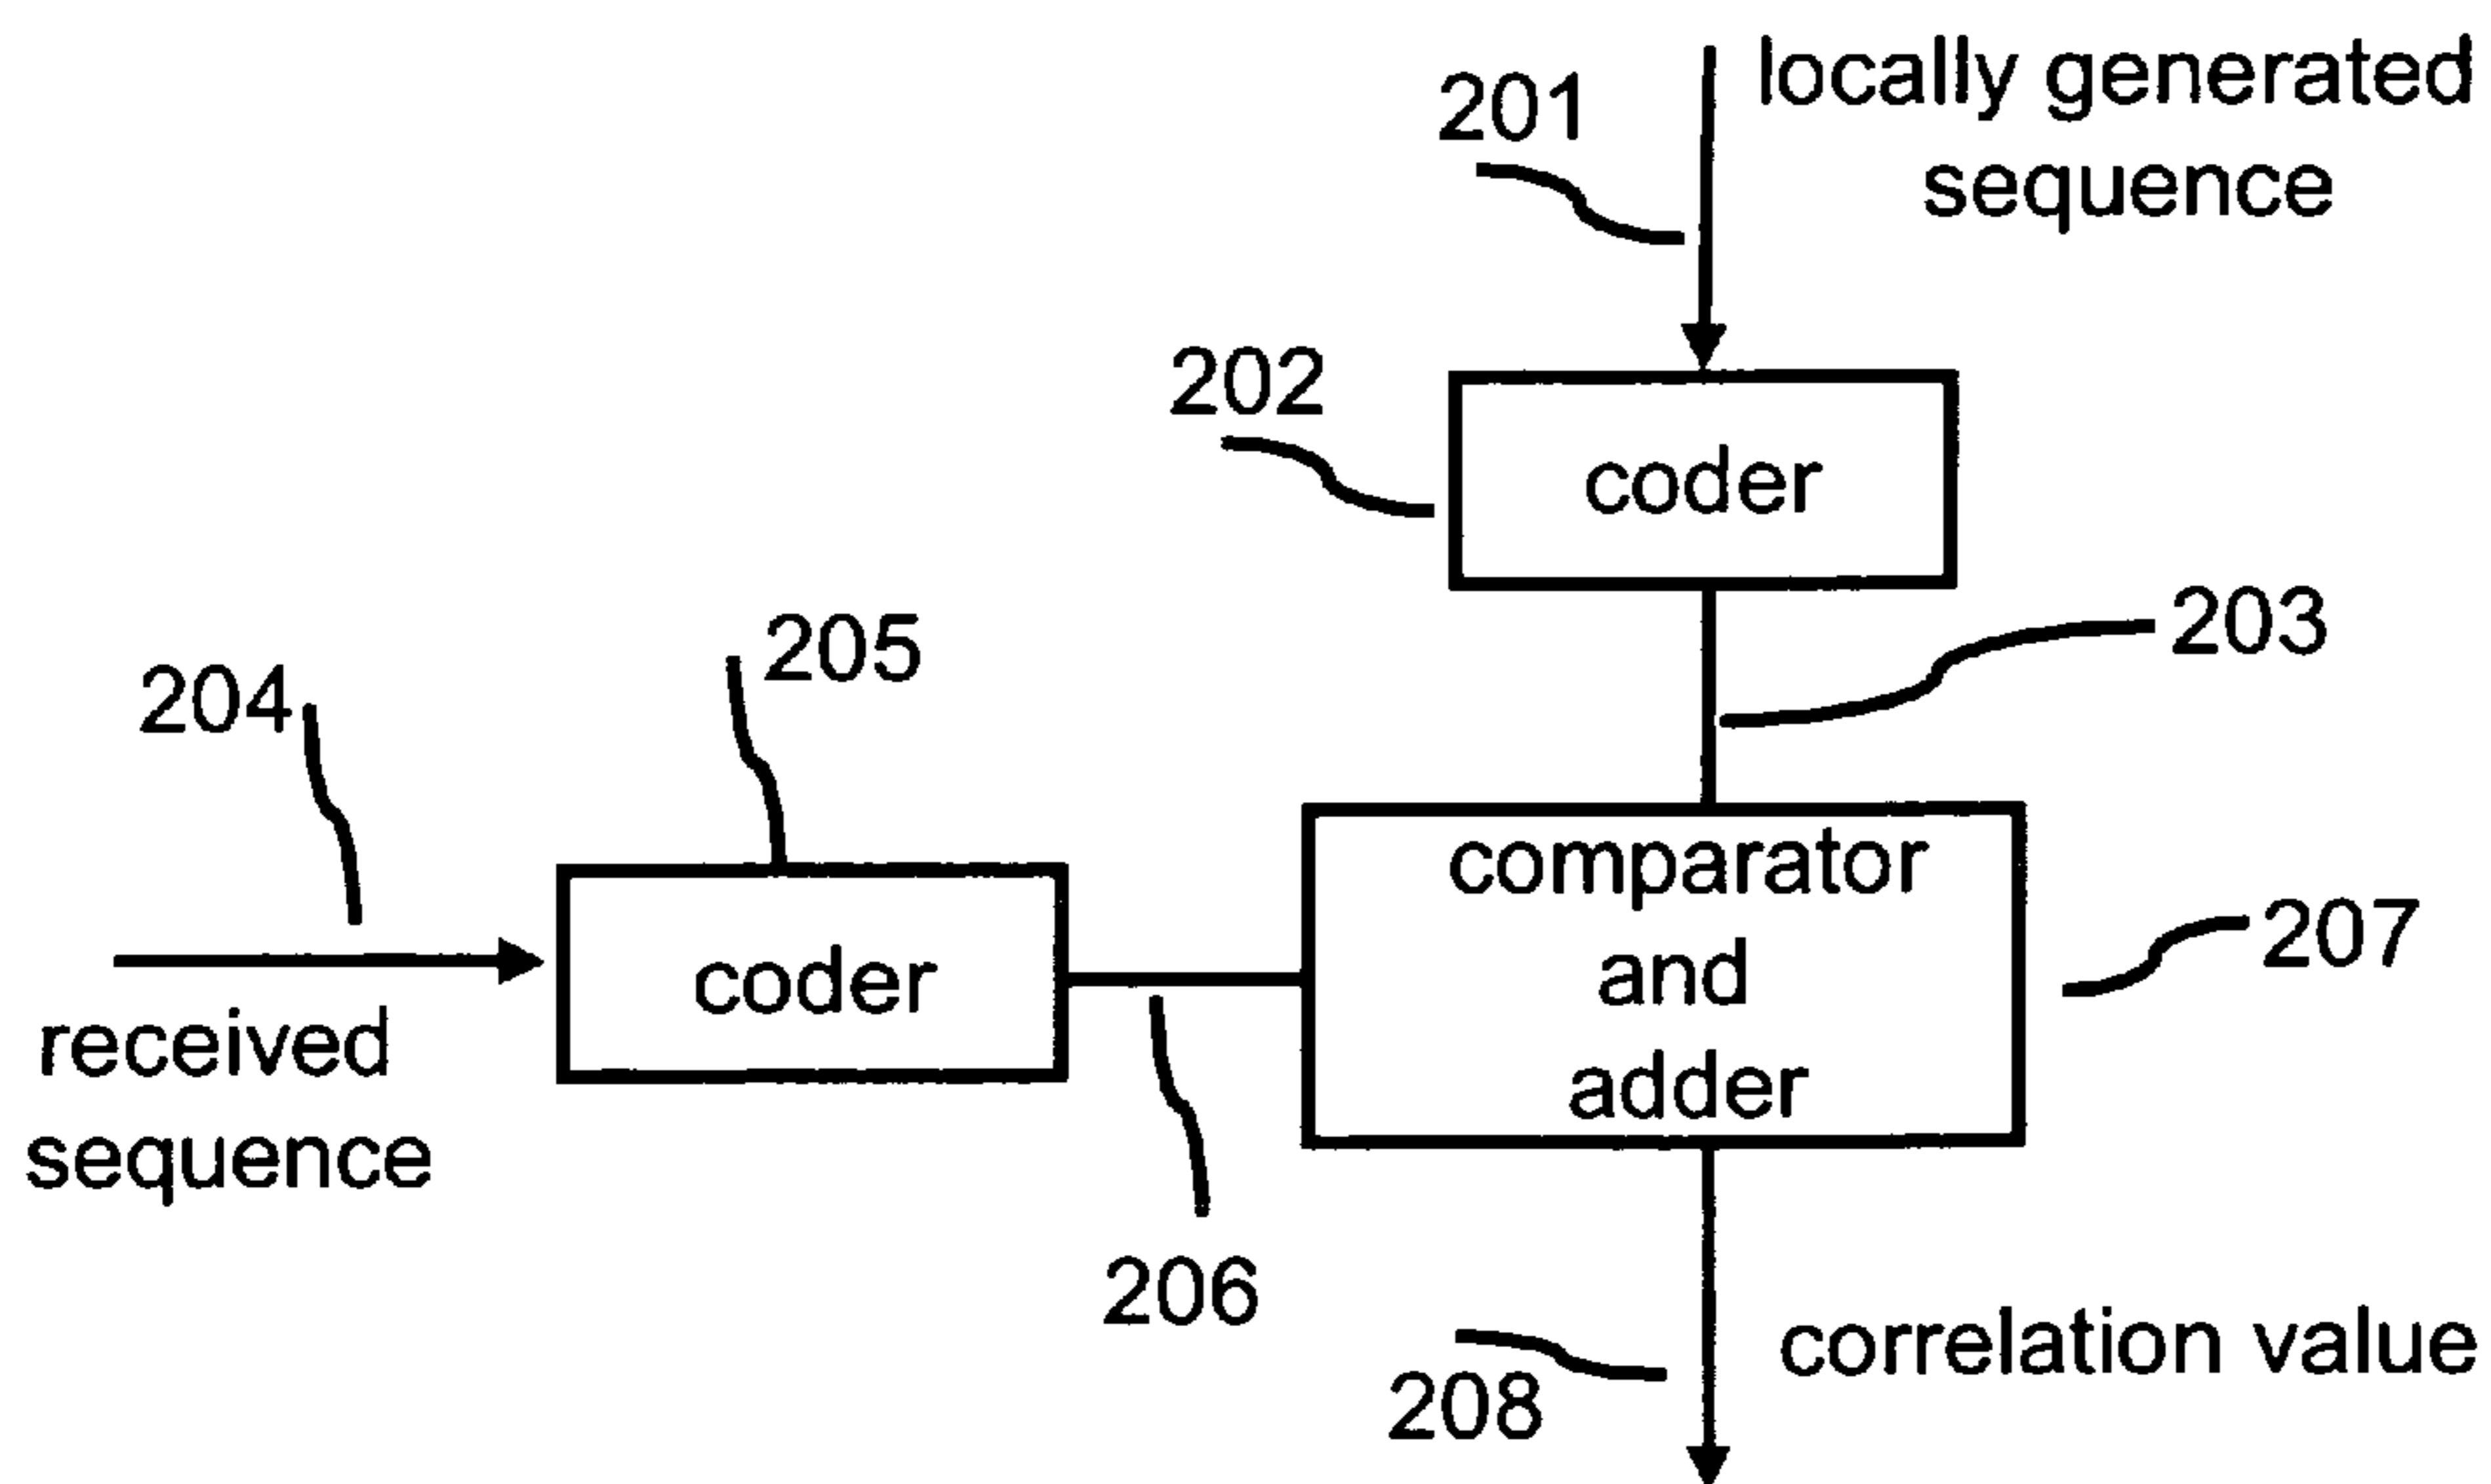 locally generated
sequence
201
202
coder
203
205
204
207
comparator
and
adder
coder
received
sequence
206
208
correlation value